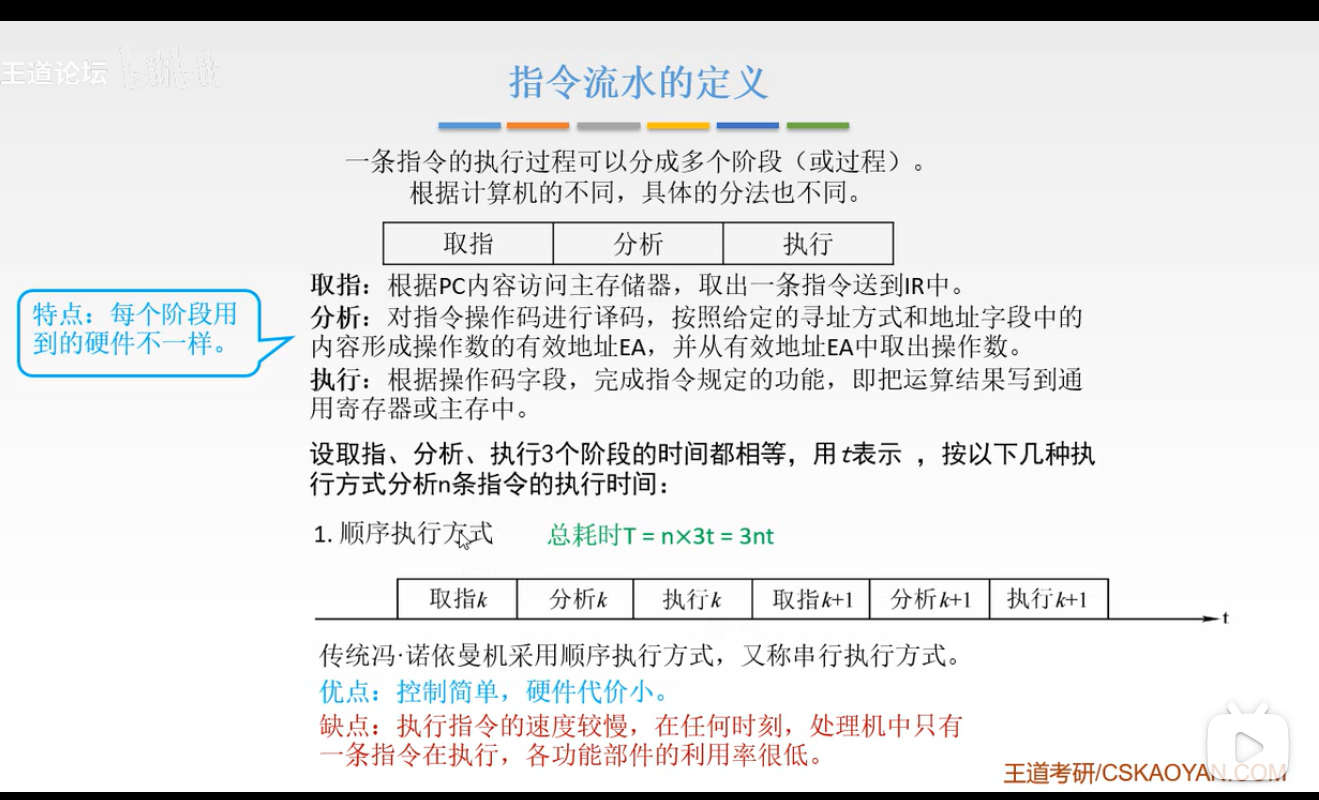 王道论坛
指令流水的定义
一条指令的执行过程可以分成多个阶段（或过程）。
根据计算机的不同，具体的分法也不同。
取指 分析 执行
特点：每个阶段用
到的硬件不一样。
取指：根据PC内容访问主存储器，取出一条指令送到IR中。
分析：对指令操作码进行译码，按照给定的寻址方式和地址字段中的
内容形成操作数的有效地址EA，并从有效地址EA中取出操作数。
执行：根据操作码字段，完成指令规定的功能，即把运算结果写到通
用寄存器或主存中。
设取指、分析、执行3个阶段的时间都相等，用t表示 ，按以下几种执
行方式分析n条指令的执行时间：
1. 顺序执行方式 总耗时T = n×3t = 3nt
取指k 分析k 执行k 取指k+1 分析k+1 执行k+1
t
传统冯·诺依曼机采用顺序执行方式，又称串行执行方式。
优点：控制简单，硬件代价小。
缺点：执行指令的速度较慢，在任何时刻，处理机中只有
一条指令在执行，各功能部件的利用率很低。
王道考研/CSKAOYAN.COM